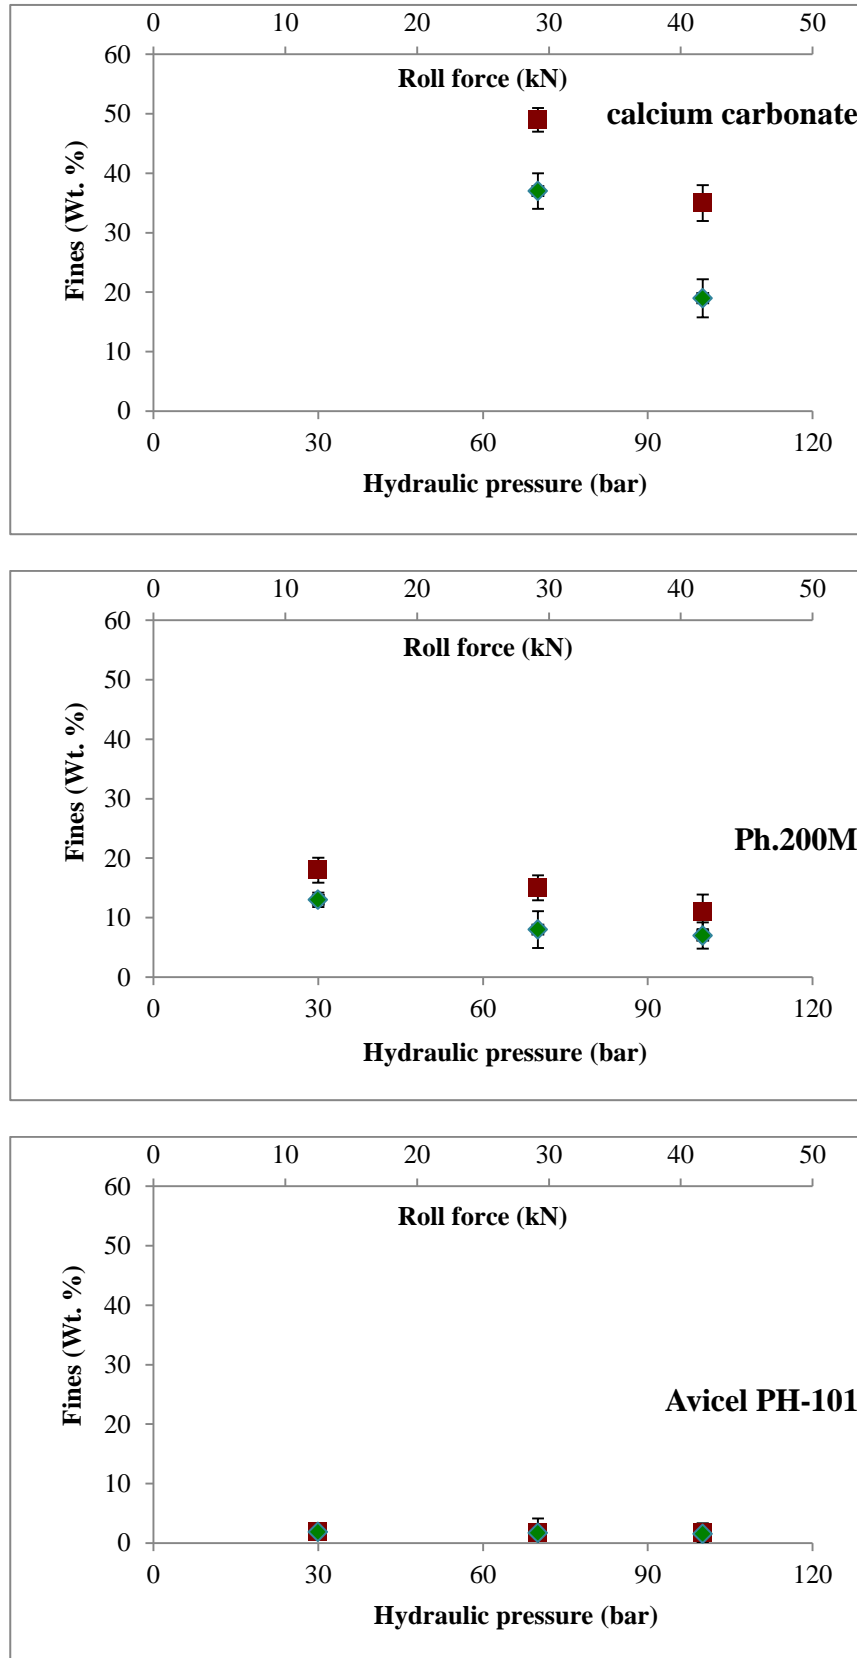 0 10 20 30 40 50
Roll force (kN)
calcium carbonate
Fines (Wt. %)
60
50
40
30
20
10
0
0 30 60 90 120
Hydraulic pressure (bar)
0 10 20 30 40 50
Roll force (kN)
Ph.200M
Fines (Wt. %)
60
50
40
30
20
10
0
0 30 60 90 120
Hydraulic pressure (bar)
0 10 20 30 40 50
Roll force (kN)
Avicel PH-101
Fines (Wt. %)
60
50
40
30
20
10
0
0 30 60 90 120
Hydraulic pressure (bar)